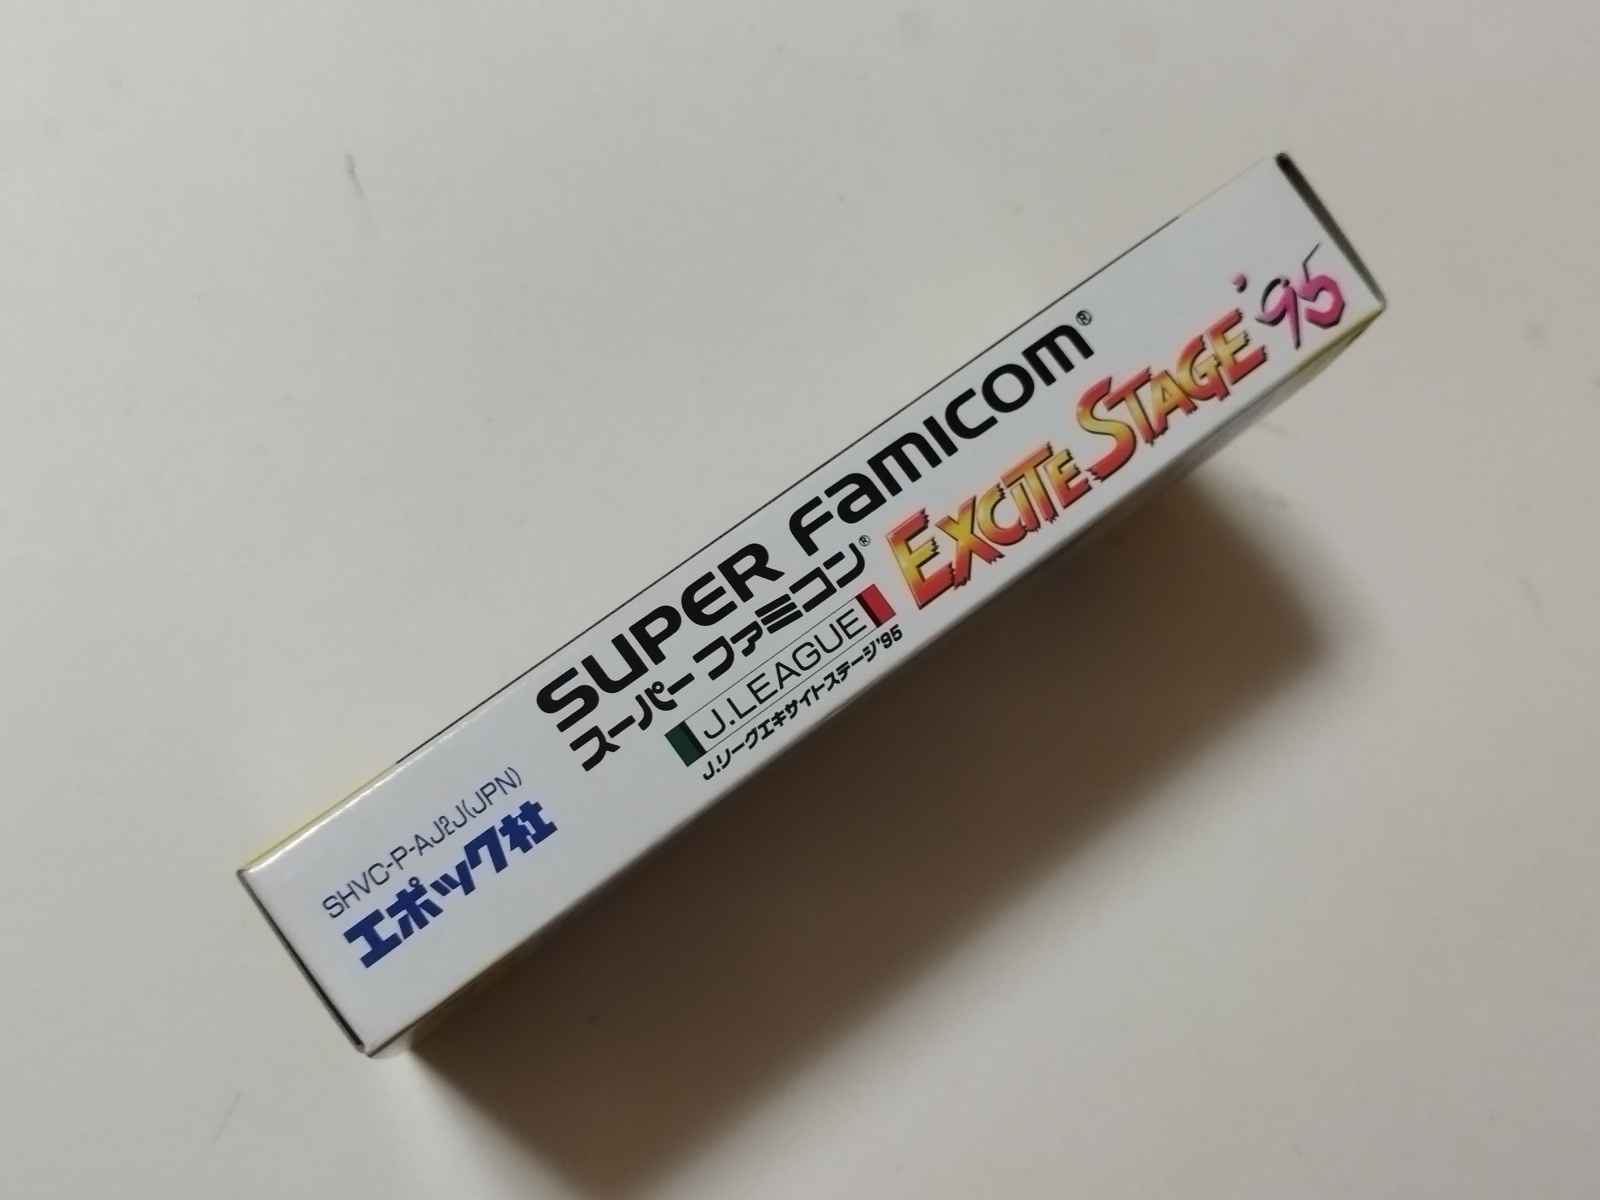 SUPER Famicom®
スーパーファミコン®
J.LEAGUE
EXCITE STAGE '95
J.リーグエキサイトステージ'95
SHVC-P-AJ2J(JPN)
エポック社